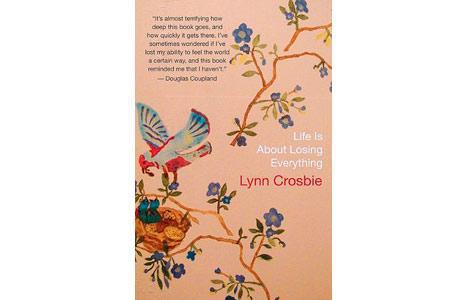 "It's almost terrifying how
deep this book goes, and
how quickly it gets there. I've
sometimes wondered if I've
lost my ability to feel the world
a certain way, and this book
reminded me that I haven't."
— Douglas Coupland
Life Is
About Losing
Everything
Lynn Crosbie